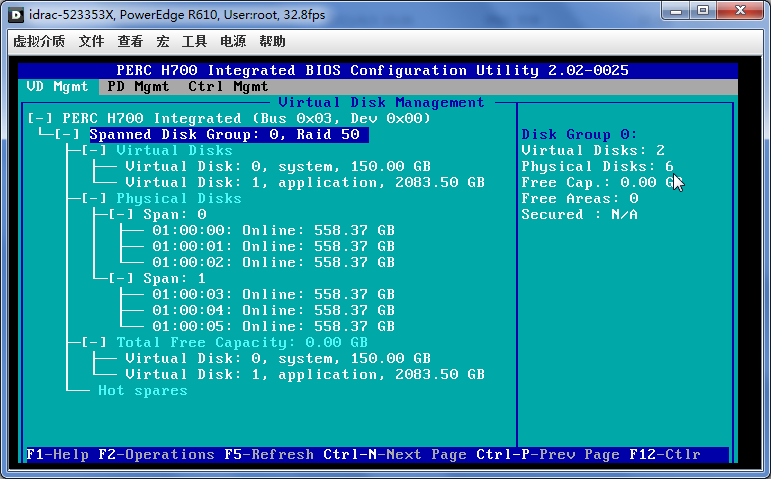 idrac-523353X, PowerEdge R610, User:root, 32.8fps
虚拟介质 文件 查看 宏 工具 电源 帮助
PERC H700 Integrated BIOS Configuration Utility 2.02-0025
VD Mgmt PD Mgmt Ctrl Mgmt
Virtual Disk Management
[-] PERC H700 Integrated (Bus 0x03, Dev 0x00)
[-] Spanned Disk Group: 0, Raid 50
[-] Virtual Disks
Virtual Disk: 0, system, 150.00 GB
Virtual Disk: 1, application, 2083.50 GB
[-] Physical Disks
[-] Span: 0
01:00:00: Online: 558.37 GB
01:00:01: Online: 558.37 GB
01:00:02: Online: 558.37 GB
[-] Span: 1
01:00:03: Online: 558.37 GB
01:00:04: Online: 558.37 GB
01:00:05: Online: 558.37 GB
[-] Total Free Capacity: 0.00 GB
Virtual Disk: 0, system, 150.00 GB
Virtual Disk: 1, application, 2083.50 GB
Hot spares
Disk Group 0:
Virtual Disks: 2
Physical Disks: 6
Free Cap.: 0.00
Free Areas: 0
Secured : N/A
F1-Help F2-Operations F5-Refresh Ctrl-N-Next Page Ctrl-P-Prev Page F12-Ctlr